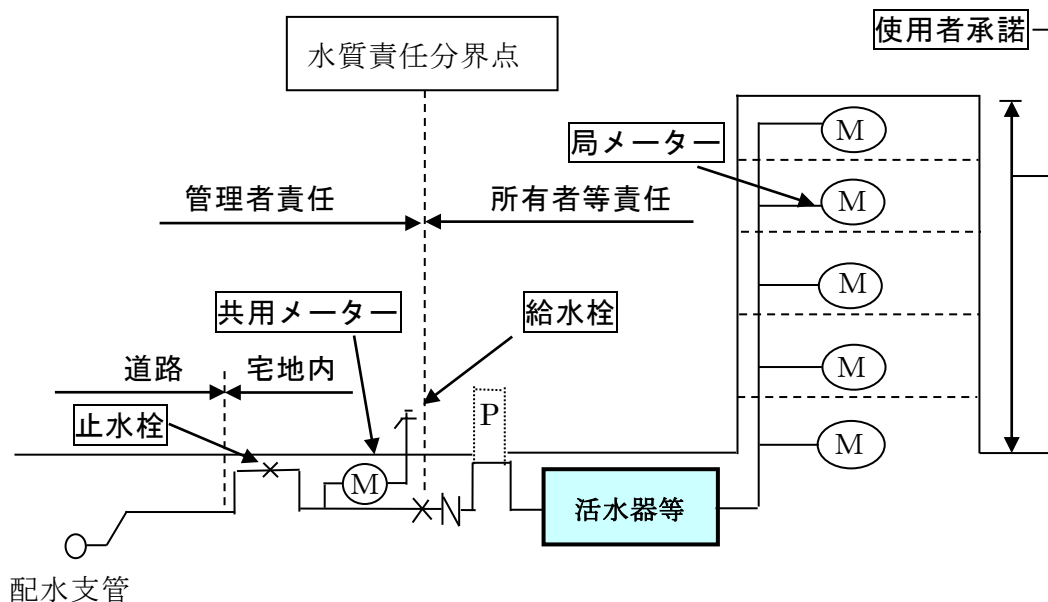 使用者承諾
水質責任分界点
M
局メーター
M
管理者責任
所有者等責任
M
共用メーター
給水栓
道路
宅地内
M
止水栓
P
M
M
活水器等
配水支管